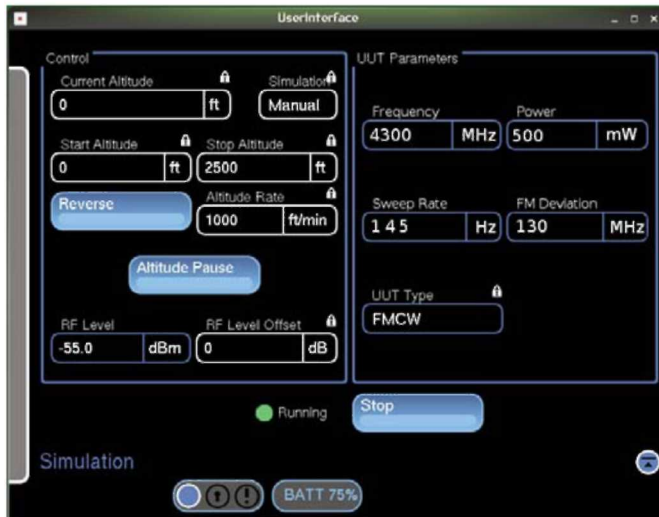 UserInterface
Control
Current Altitude
0 ft
Simulation
Manual
Start Altitude
0 ft
Stop Altitude
2500 ft
Reverse
Altitude Rate
1000 ft/min
Altitude Pause
RF Level
-55.0 dBm
RF Level Offset
0 dB
UUT Parameters
Frequency
4300 MHz
Power
500 mW
Sweep Rate
1 4 5 Hz
FM Deviation
130 MHz
UUT Type
FMCW
Running
Stop
Simulation
BATT 75%